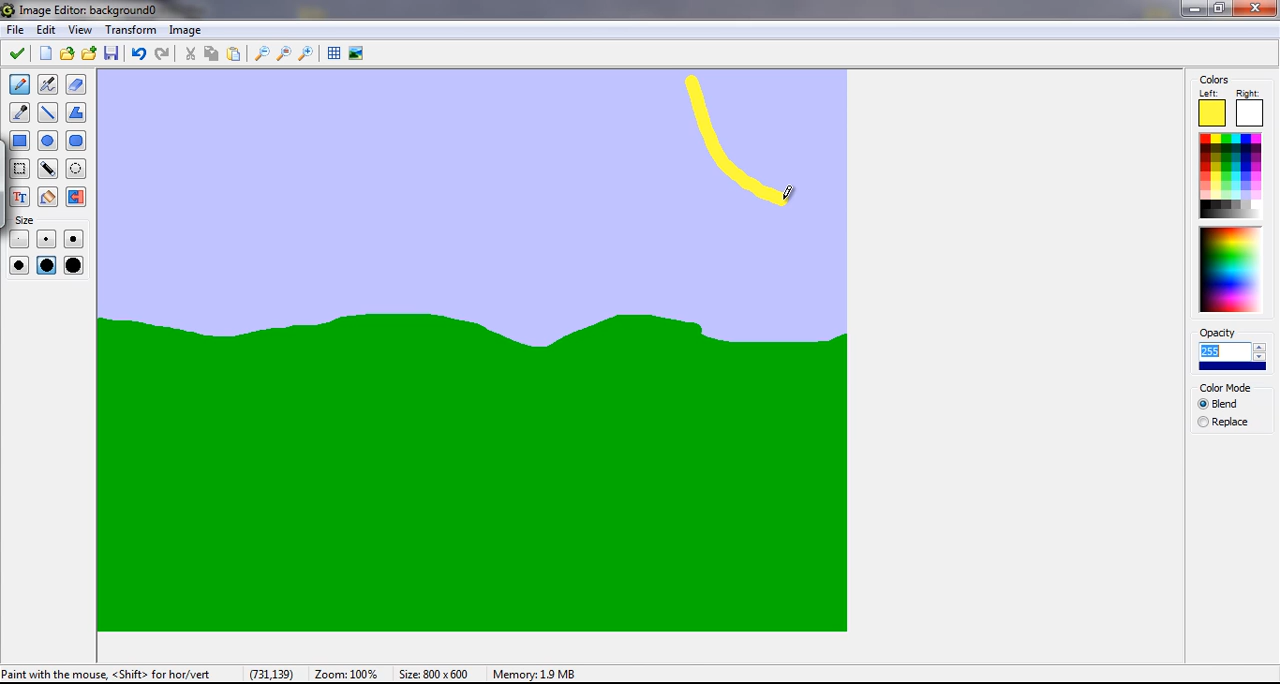 Image Editor: background0
File Edit View Transform Image
Colors
Left: Right:
TT
Size
Opacity
255
Color Mode
Blend
Replace
Paint with the mouse, <Shift> for hor/vert (731,139) Zoom: 100% Size: 800 x 600 Memory: 1.9 MB